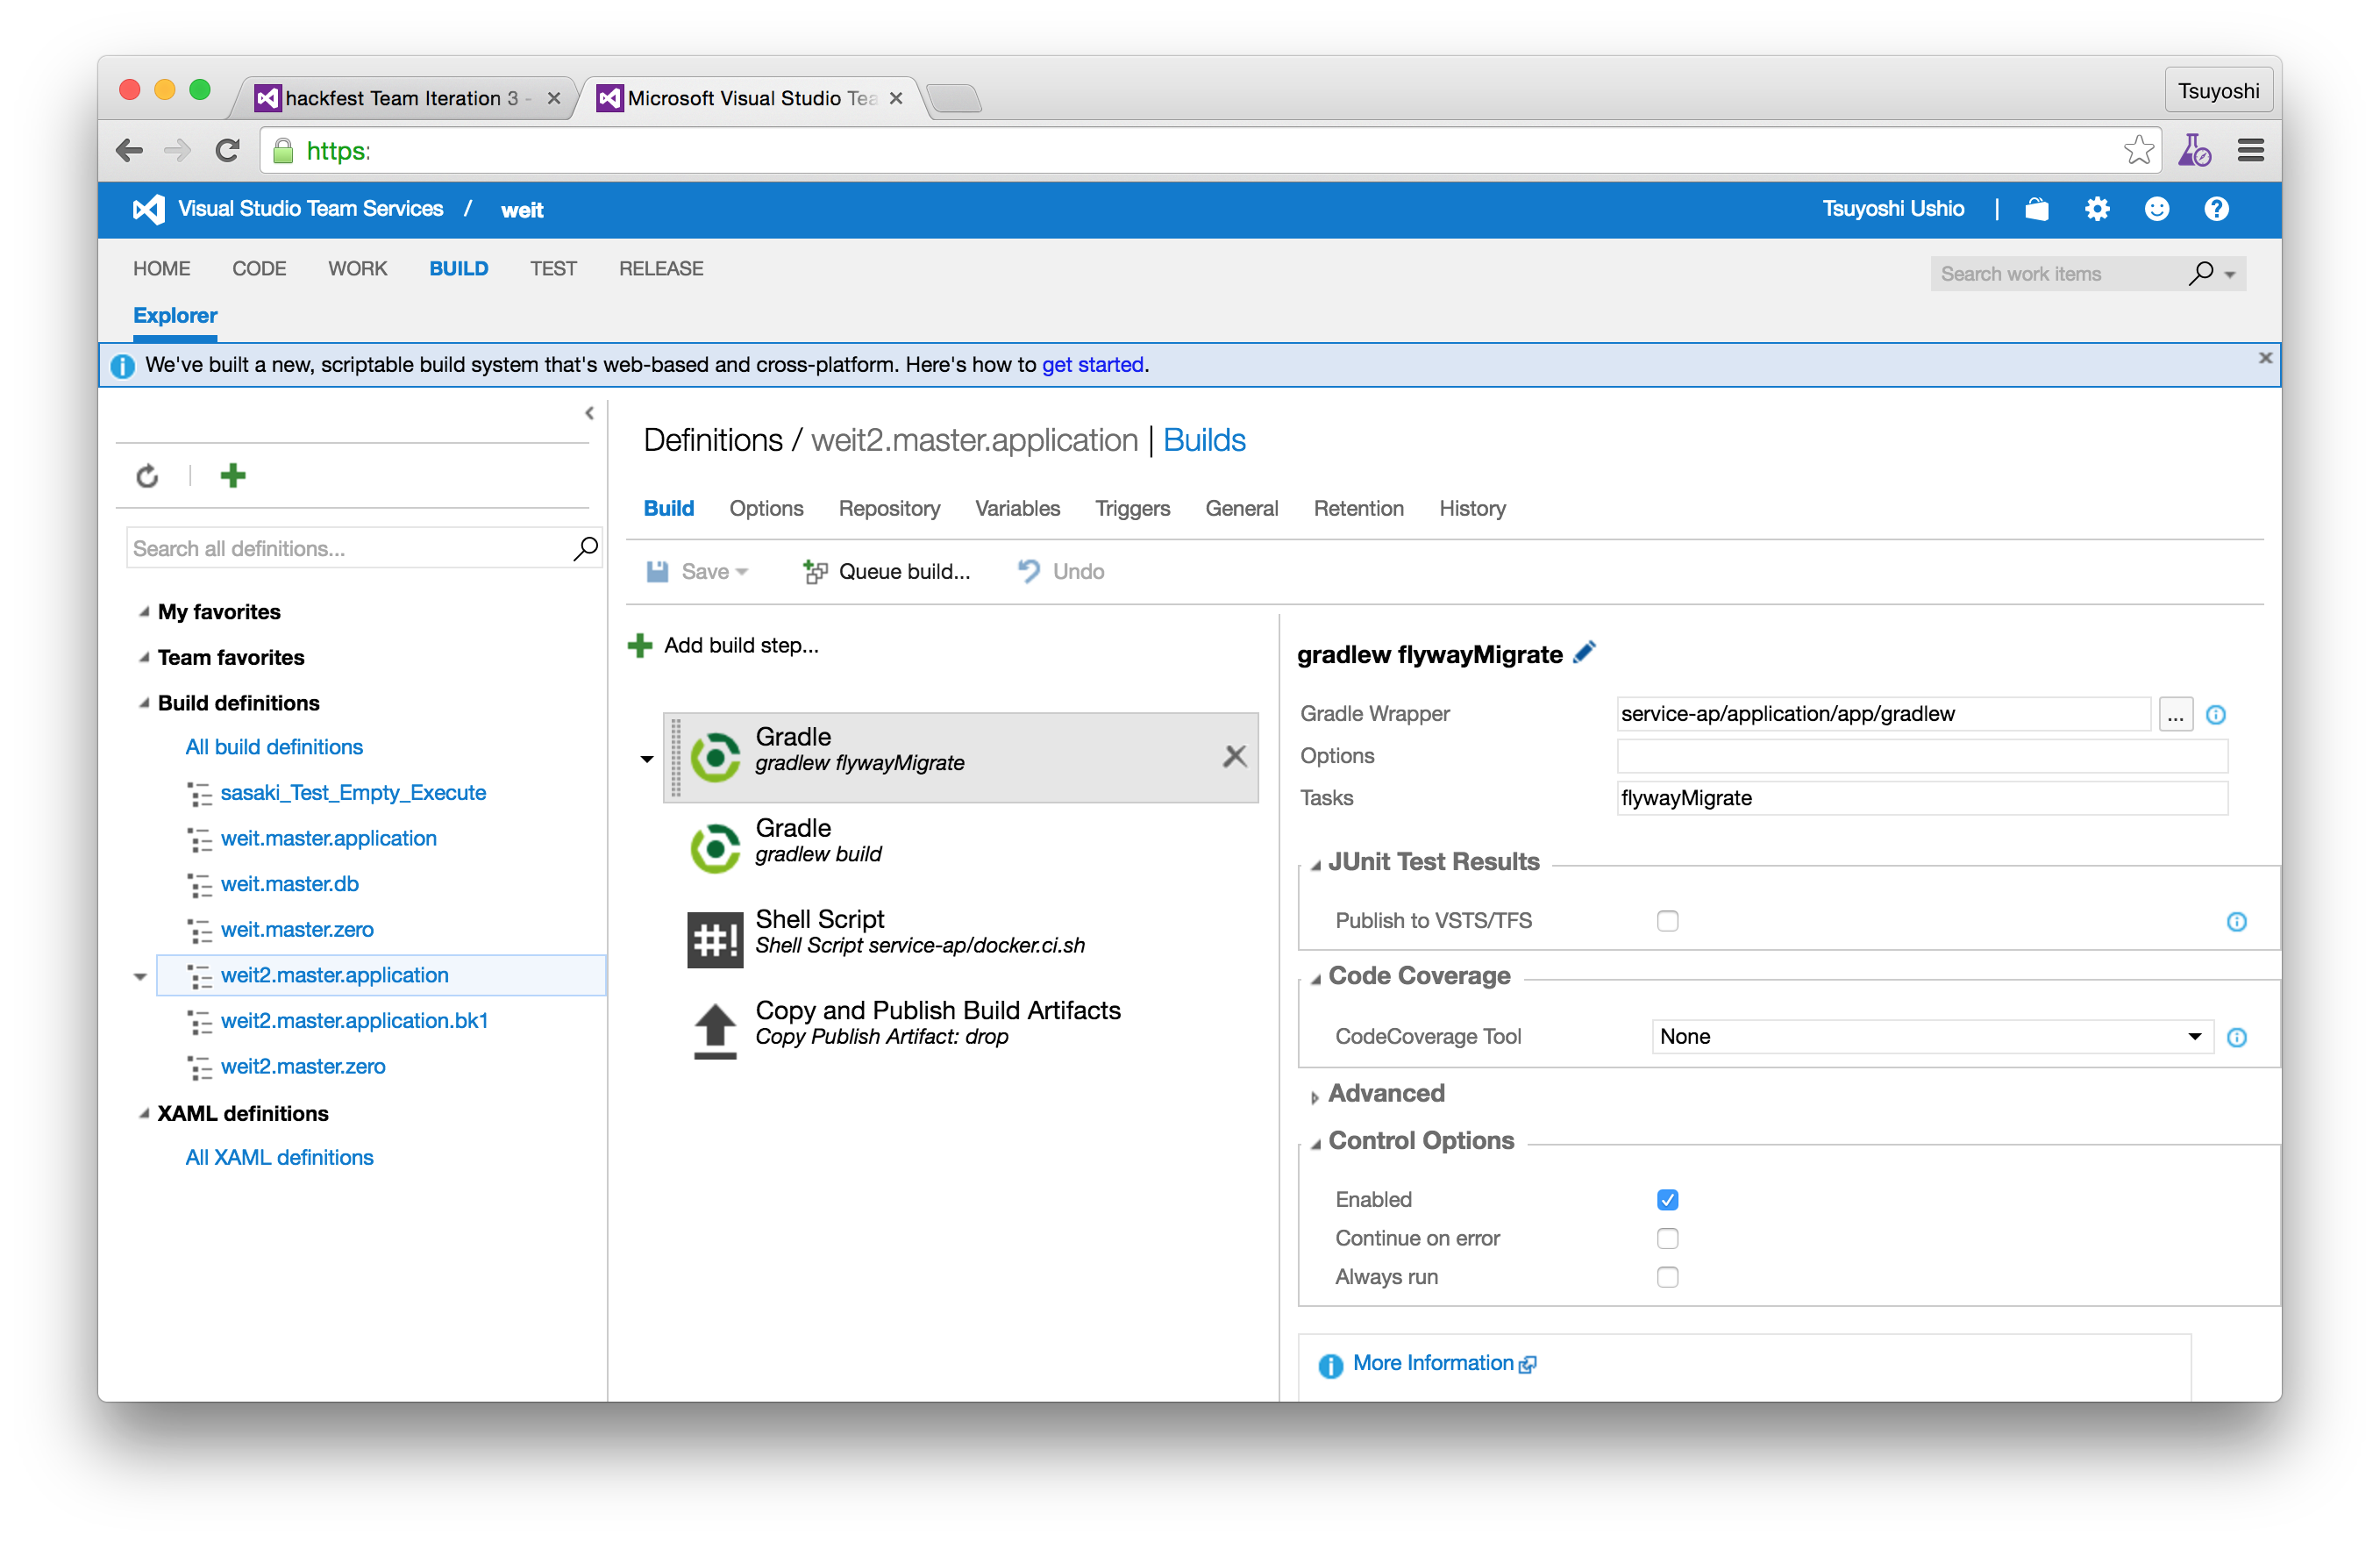 hackfest Team Iteration 3 -
Microsoft Visual Studio Tea
Tsuyoshi
https:
Visual Studio Team Services / weit
Tsuyoshi Ushio
HOME CODE WORK BUILD TEST RELEASE
Search work items
Explorer
We've built a new, scriptable build system that's web-based and cross-platform. Here's how to get started.
Search all definitions...
My favorites
Team favorites
Build definitions
All build definitions
sasaki_Test_Empty_Execute
weit.master.application
weit.master.db
weit.master.zero
weit2.master.application
weit2.master.application.bk1
weit2.master.zero
XAML definitions
All XAML definitions
Definitions / weit2.master.application | Builds
Build Options Repository Variables Triggers General Retention History
Save Queue build... Undo
Add build step...
Gradle
gradlew flywayMigrate
Gradle
gradlew build
#!
Shell Script
Shell Script service-ap/docker.ci.sh
Copy and Publish Build Artifacts
Copy Publish Artifact: drop
gradlew flywayMigrate
Gradle Wrapper service-ap/application/app/gradlew ...
Options
Tasks flywayMigrate
JUnit Test Results
Publish to VSTS/TFS
Code Coverage
CodeCoverage Tool None
Advanced
Control Options
Enabled
Continue on error
Always run
More Information